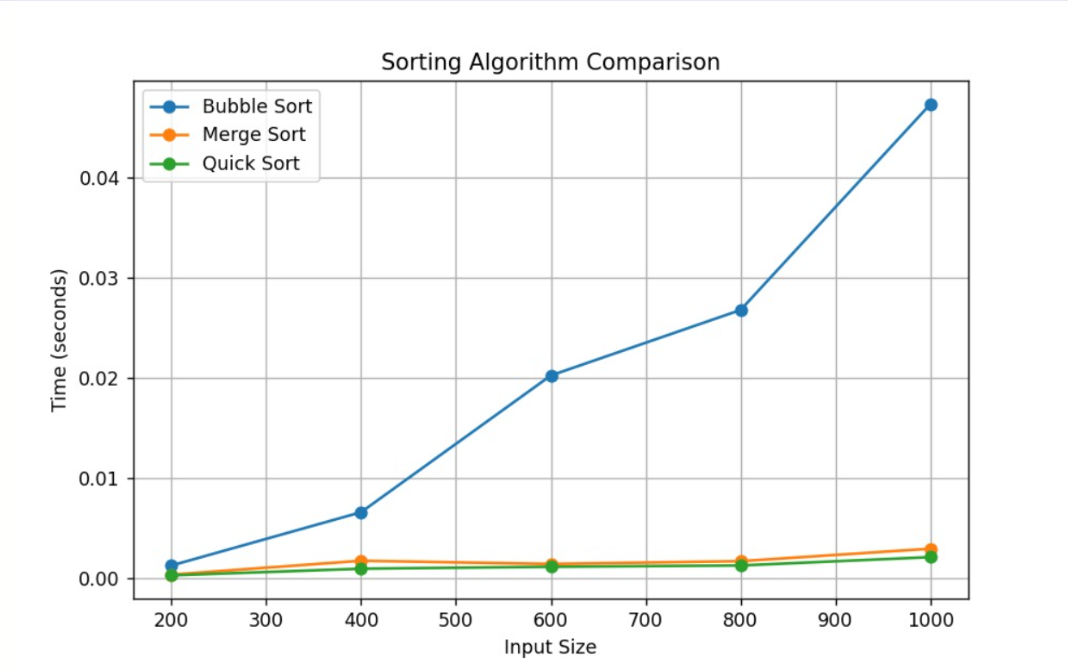 Sorting Algorithm Comparison
Bubble Sort
Merge Sort
Quick Sort
Time (seconds)
0.04
0.03
0.02
0.01
0.00
200 300 400 500 600 700 800 900 1000
Input Size